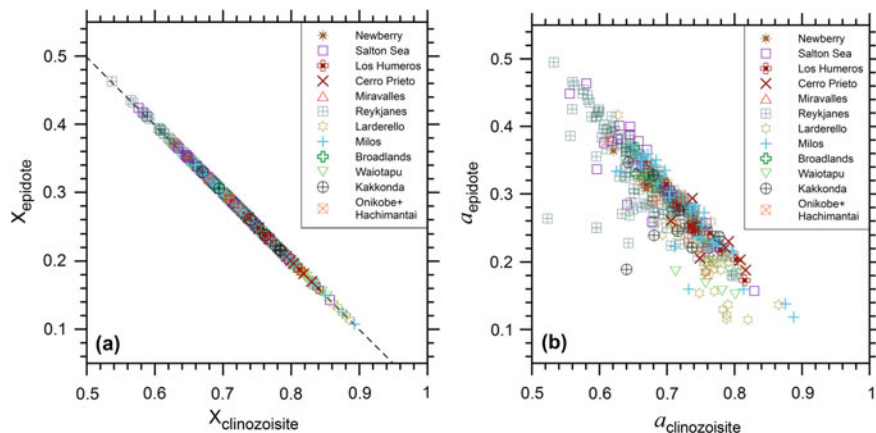 0.5
0.4
0.3
0.2
0.1
Xepidote
0.5
0.6
0.7
0.8
0.9
1
Xclinozoisite
(a)
Newberry
Salton Sea
Los Humeros
Cerro Prieto
Miravalles
Reykjanes
Larderello
Milos
Broadlands
Waiotapu
Kakkonda
Onikobe+
Hachimantai
0.5
0.4
0.3
0.2
0.1
aepidote
0.5
0.6
0.7
0.8
0.9
1
aclinozoisite
(b)
Newberry
Salton Sea
Los Humeros
Cerro Prieto
Miravalles
Reykjanes
Larderello
Milos
Broadlands
Waiotapu
Kakkonda
Onikobe+
Hachimantai